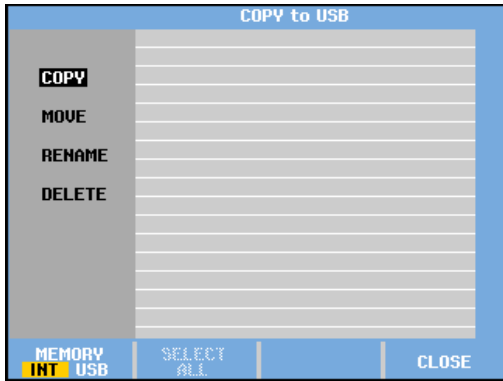 COPY to USB
COPY
MOVE
RENAME
DELETE
MEMORY
INT USB
SELECT
ALL
CLOSE